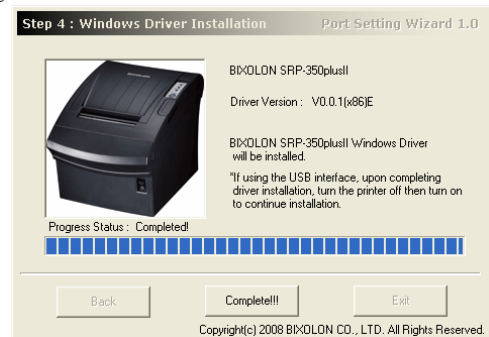 Step 4 : Windows Driver Installation
Port Setting Wizard 1.0
BIXOLON SRP-350plusII
Driver Version :   V0.0.1(x86)E
BIXOLON SRP-350plusII Windows Driver
will be installed.
"If using the USB interface, upon completing
driver installation, turn the printer off then turn on
to continue installation.
Progress Status :  Completed!
Back
Complete!!!
Exit
Copyright(c) 2008 BIXOLON CO., LTD. All Rights Reserved.